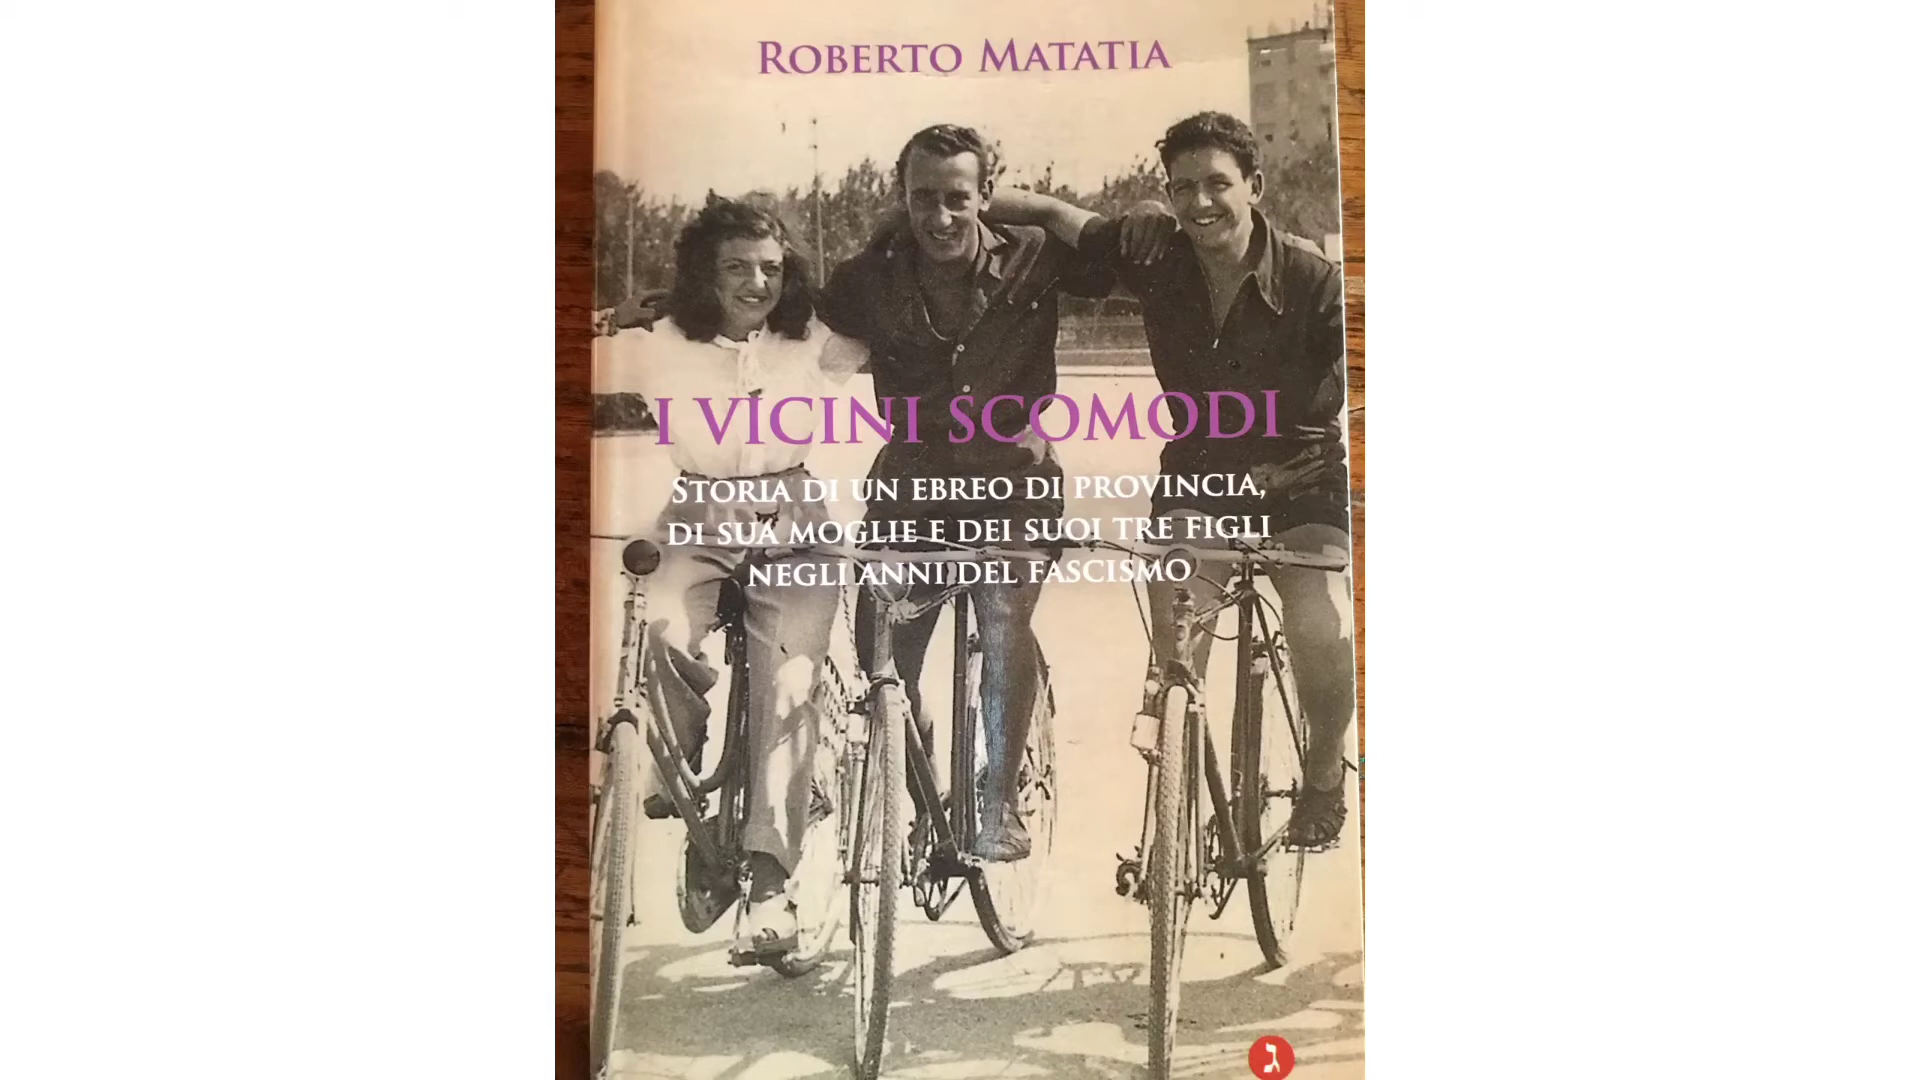 ROBERTO MATATIA
I VICINI SCOMODI
STORIA DI UN EBREO DI PROVINCIA,
DI SUA MOGLIE E DEI SUOI TRE FIGLI
NEGLI ANNI DEL FASCISMO
ג